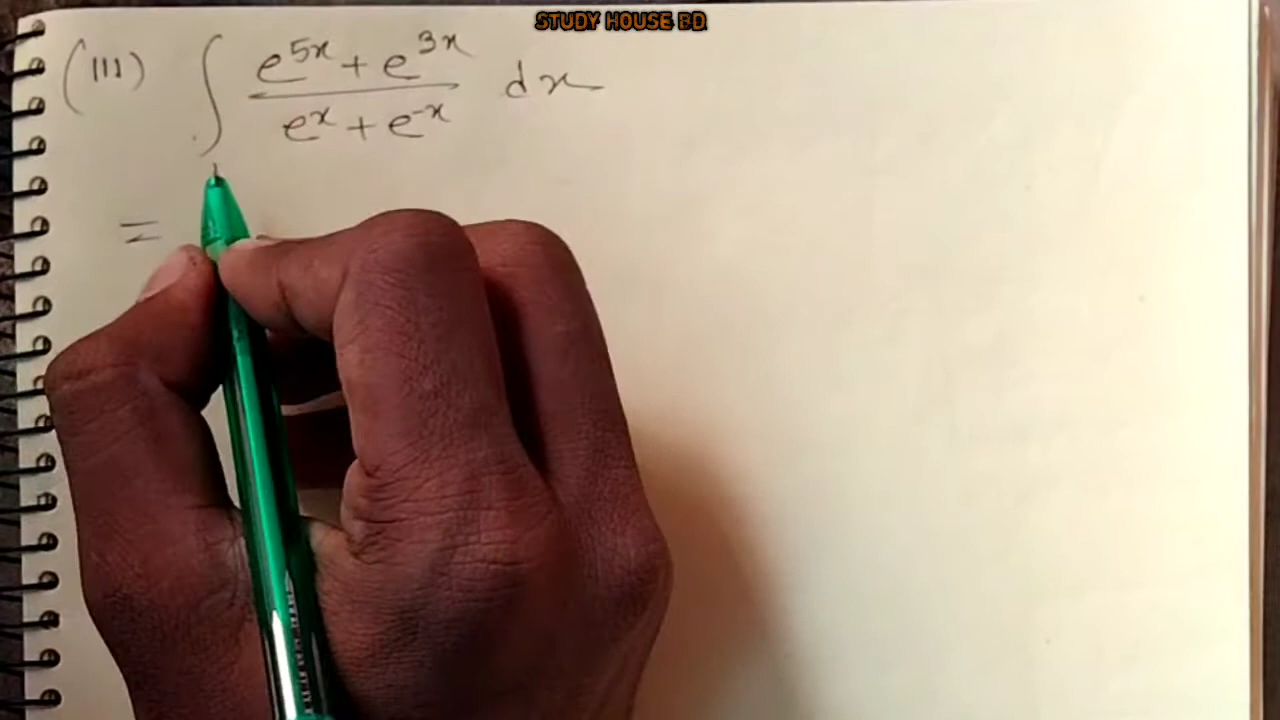 STUDY HOUSE BD
(III) ∫ (e^{5x} + e^{3x}) / (e^{x} + e^{-x}) dx
=